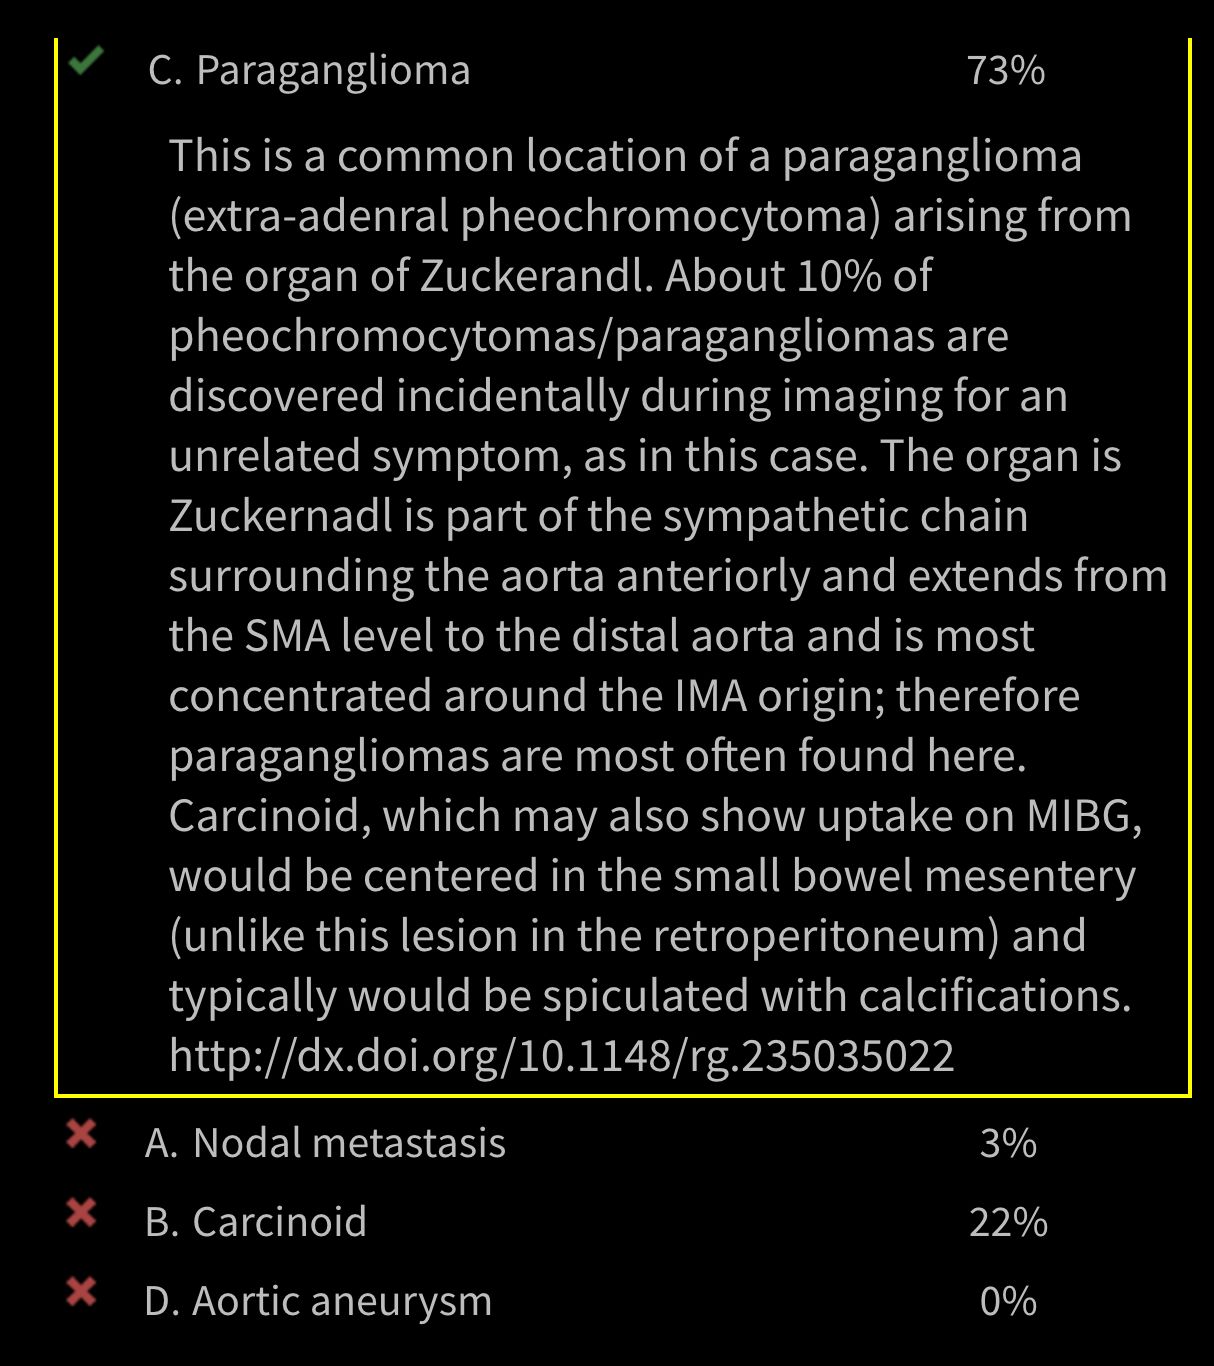 C. Paraganglioma 73%
This is a common location of a paraganglioma
(extra-adenral pheochromocytoma) arising from
the organ of Zuckerandl. About 10% of
pheochromocytomas/paragangliomas are
discovered incidentally during imaging for an
unrelated symptom, as in this case. The organ is
Zuckernadl is part of the sympathetic chain
surrounding the aorta anteriorly and extends from
the SMA level to the distal aorta and is most
concentrated around the IMA origin; therefore
paragangliomas are most often found here.
Carcinoid, which may also show uptake on MIBG,
would be centered in the small bowel mesentery
(unlike this lesion in the retroperitoneum) and
typically would be spiculated with calcifications.
http://dx.doi.org/10.1148/rg.235035022
A. Nodal metastasis 3%
B. Carcinoid 22%
D. Aortic aneurysm 0%